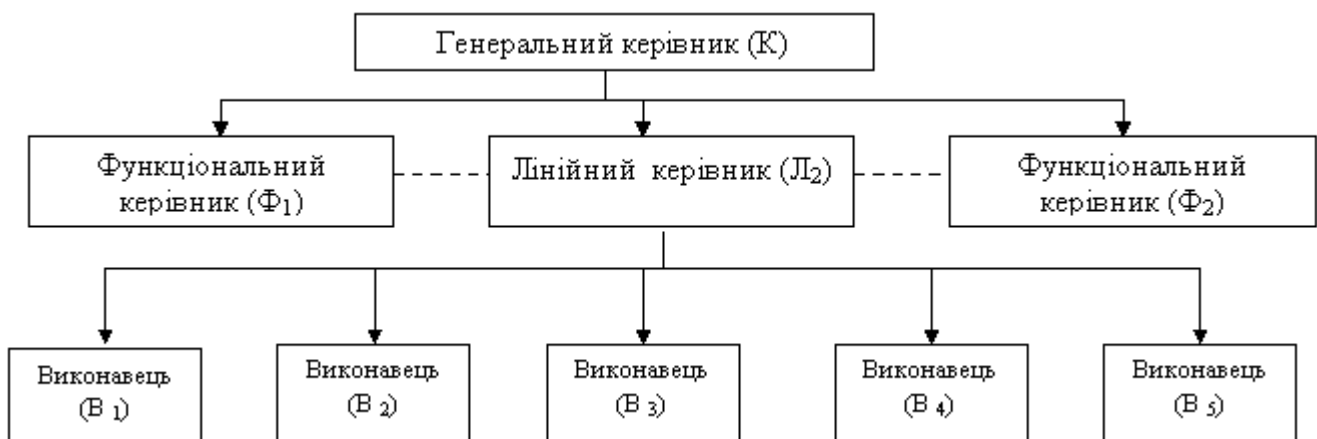 Генеральний керівник (К)
Функціональний
керівник (Ф₁)
Лінійний керівник (Л₂)
Функціональний
керівник (Ф₂)
Виконавець
(В ₁)
Виконавець
(В ₂)
Виконавець
(В ₃)
Виконавець
(В ₄)
Виконавець
(В ₅)